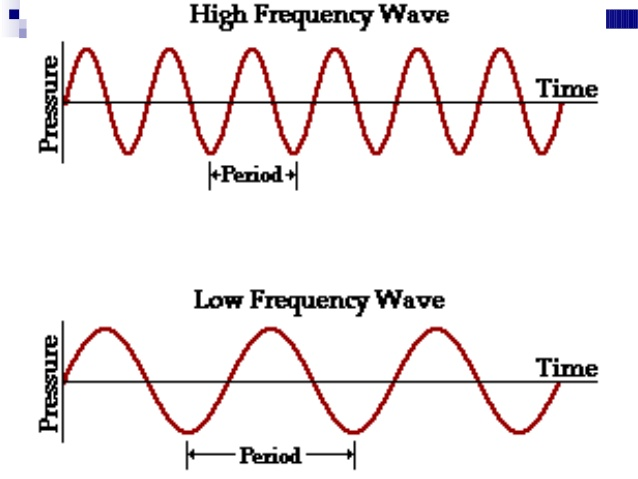 High Frequency Wave
Pressure
Time
Period
Low Frequency Wave
Pressure
Time
Period